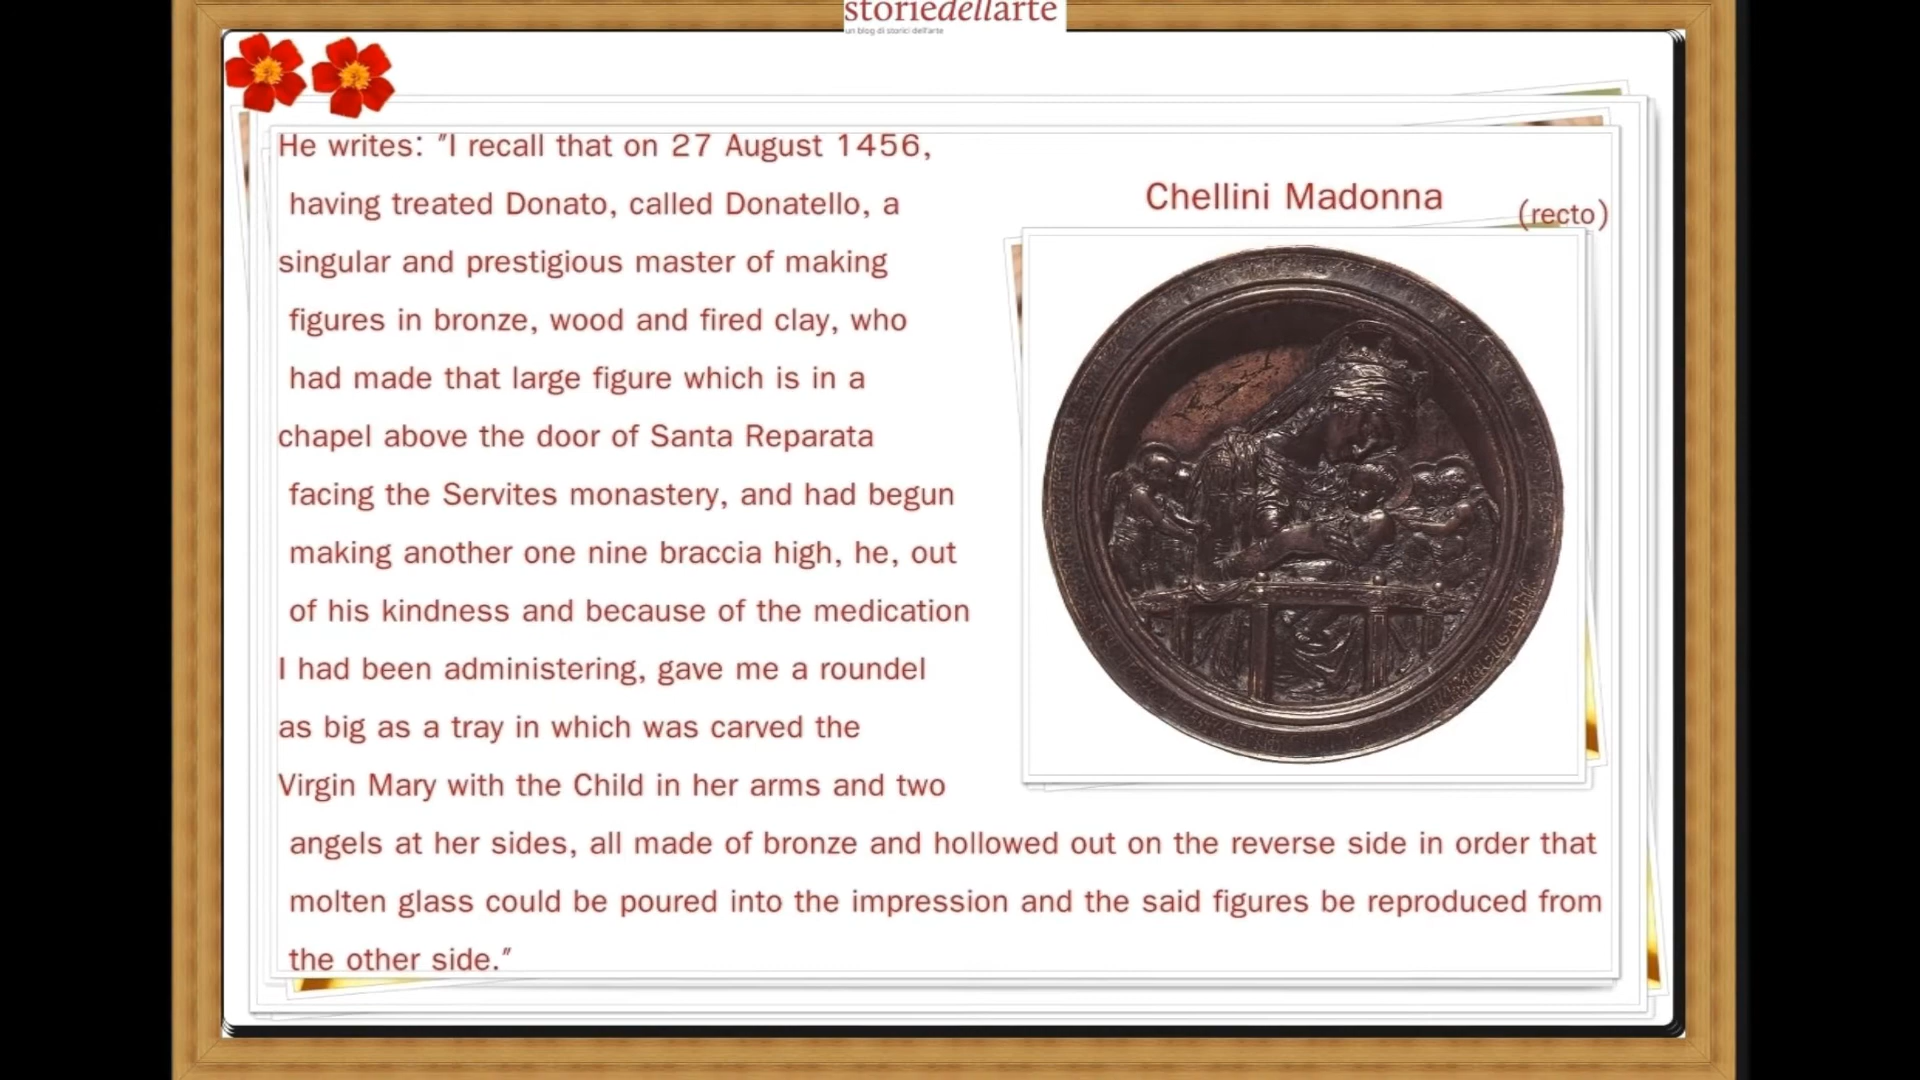 storiedellarte
un blog di storici dell'arte
He writes: "I recall that on 27 August 1456,
having treated Donato, called Donatello, a
singular and prestigious master of making
figures in bronze, wood and fired clay, who
had made that large figure which is in a
chapel above the door of Santa Reparata
facing the Servites monastery, and had begun
making another one nine braccia high, he, out
of his kindness and because of the medication
I had been administering, gave me a roundel
as big as a tray in which was carved the
Virgin Mary with the Child in her arms and two
angels at her sides, all made of bronze and hollowed out on the reverse side in order that
molten glass could be poured into the impression and the said figures be reproduced from
the other side."
Chellini Madonna
(recto)